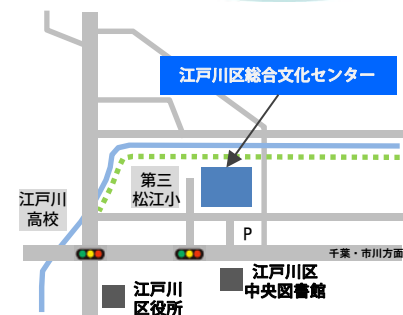 江戸川区総合文化センター
第三
松江小
江戸川
高校
P
千葉・市川方面
江戸川区
中央図書館
江戸川
区役所